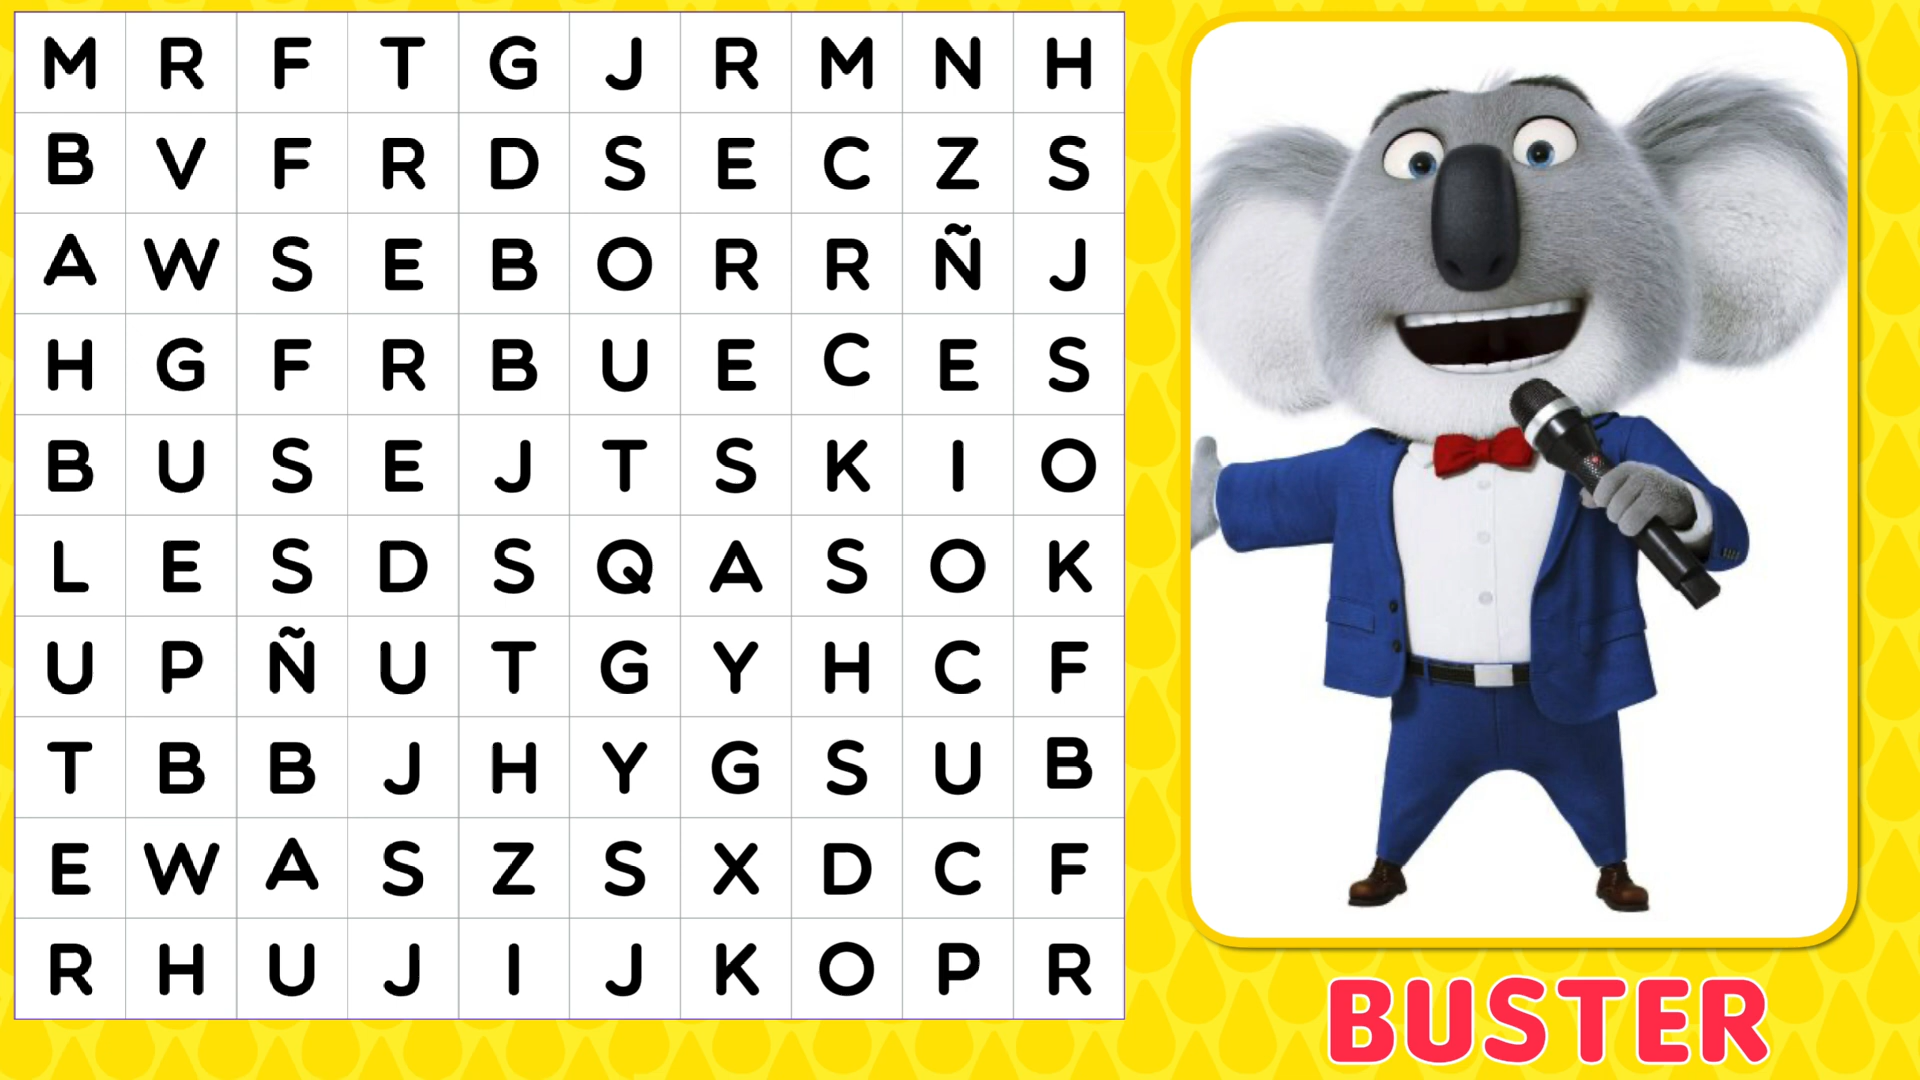 M R F T G J R M N H
B V F R D S E C Z S
A W S E B O R R Ñ J
H G F R B U E C E S
B U S E J T S K I O
L E S D S Q A S O K
U P Ñ U T G Y H C F
T B B J H Y G S U B
E W A S Z S X D C F
R H U J I J K O P R
BUSTER